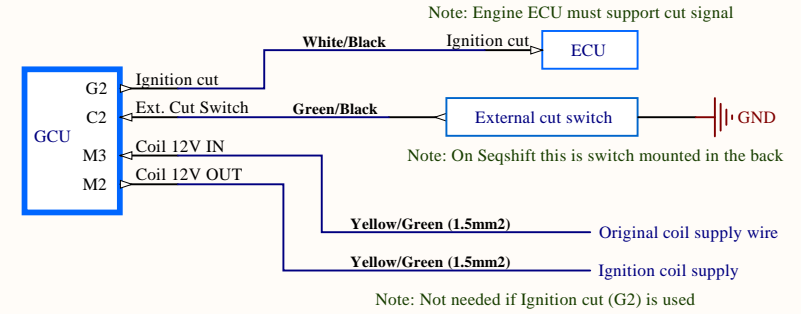 Note: Engine ECU must support cut signal
White/Black
Ignition cut
ECU
G2
Ignition cut
C2
Ext. Cut Switch
Green/Black
External cut switch
GND
GCU
Note: On Seqshift this is switch mounted in the back
M3
Coil 12V IN
M2
Coil 12V OUT
Yellow/Green (1.5mm2)
Original coil supply wire
Yellow/Green (1.5mm2)
Ignition coil supply
Note: Not needed if Ignition cut (G2) is used